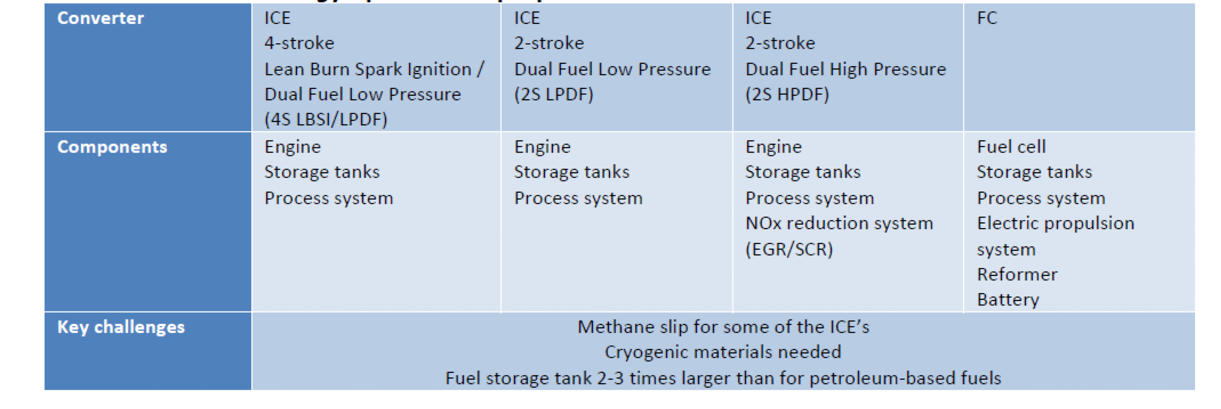 Converter
ICE
4-stroke
Lean Burn Spark Ignition /
Dual Fuel Low Pressure
(4S LBSI/LPDF)
ICE
2-stroke
Dual Fuel Low Pressure
(2S LPDF)
ICE
2-stroke
Dual Fuel High Pressure
(2S HPDF)
FC
Components
Engine
Storage tanks
Process system
Engine
Storage tanks
Process system
Engine
Storage tanks
Process system
NOx reduction system
(EGR/SCR)
Fuel cell
Storage tanks
Process system
Electric propulsion
system
Reformer
Battery
Key challenges
Methane slip for some of the ICE’s
Cryogenic materials needed
Fuel storage tank 2-3 times larger than for petroleum-based fuels